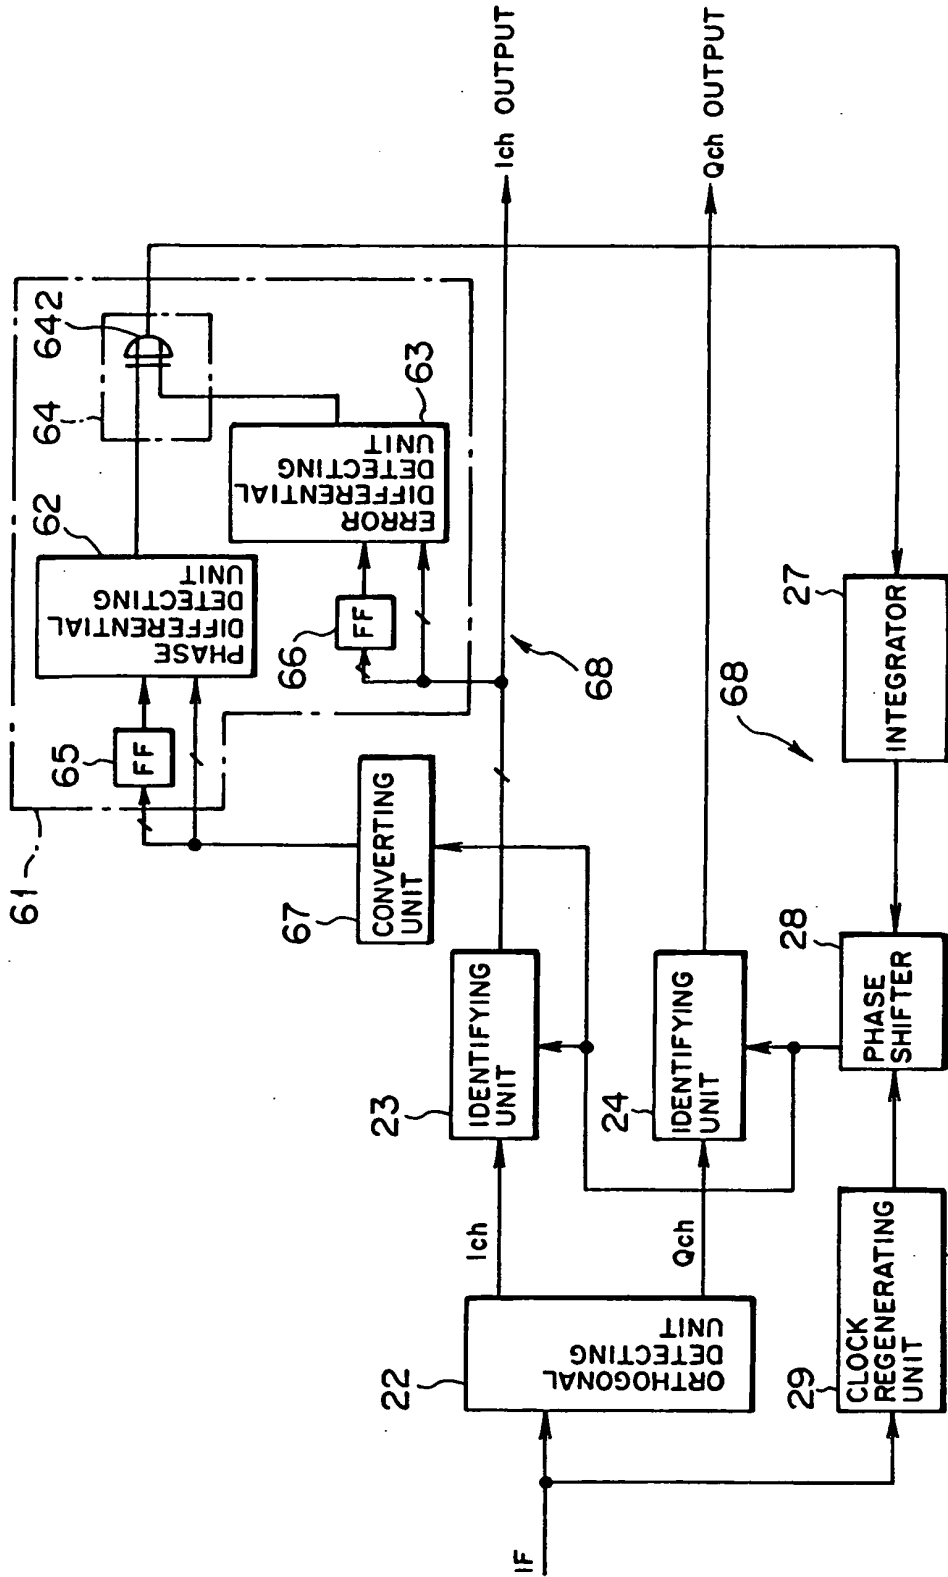 IF
22
ORTHOGONAL
DETECTING
UNIT
Ich
Qch
29
CLOCK
REGENERATING
UNIT
23
IDENTIFYING
UNIT
24
IDENTIFYING
UNIT
28
PHASE
SHIFTER
67
CONVERTING
UNIT
61
65
FF
62
PHASE
DIFFERENTIAL
DETECTING
UNIT
66
FF
63
ERROR
DIFFERENTIAL
DETECTING
UNIT
64
642
68
68
27
INTEGRATOR
Ich OUTPUT
Qch OUTPUT